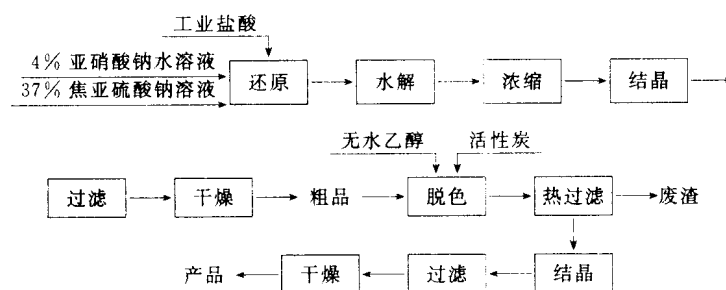 工业盐酸
4% 亚硝酸钠水溶液
37% 焦亚硫酸钠溶液
还原
水解
浓缩
结晶
无水乙醇
活性炭
过滤
干燥
粗品
脱色
热过滤
废渣
产品
干燥
过滤
结晶